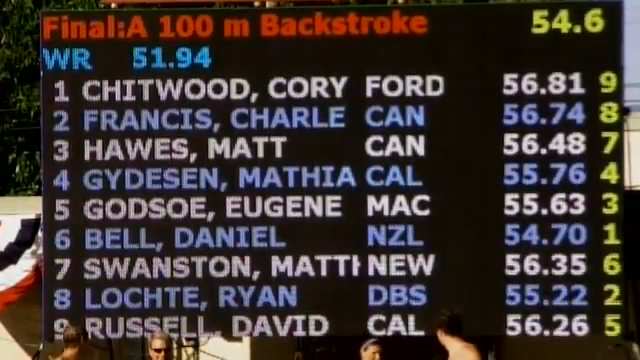 Final:A 100 m Backstroke 54.6
WR 51.94
1 CHITWOOD, CORY FORD 56.81 9
2 FRANCIS, CHARLE CAN 56.74 8
3 HAWES, MATT CAN 56.48 7
4 GYDESEN, MATHIA CAL 55.76 4
5 GODSOE, EUGENE MAC 55.63 3
6 BELL, DANIEL NZL 54.70 1
7 SWANSTON, MATTH NEW 56.35 6
8 LOCHTE, RYAN DBS 55.22 2
9 RUSSELL, DAVID CAL 56.26 5